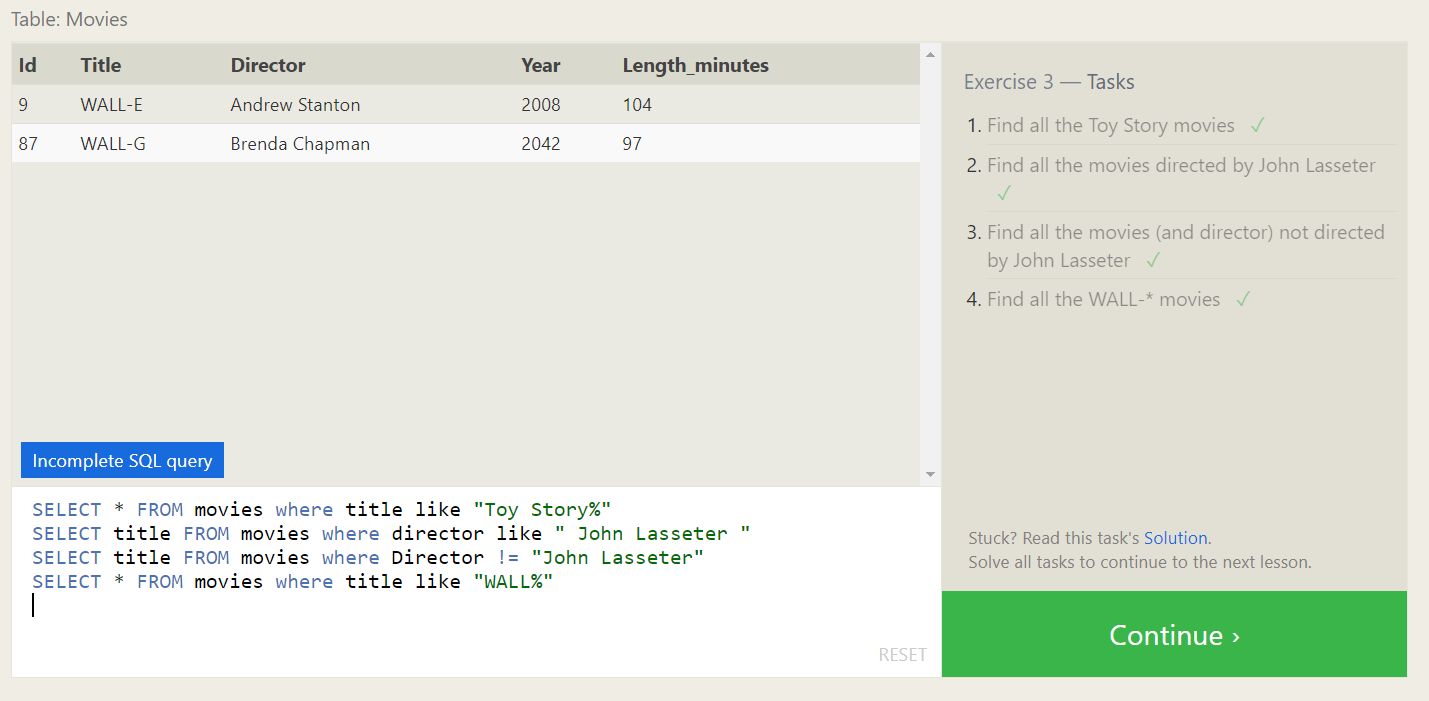 Table: Movies
Id Title Director Year Length_minutes
9 WALL-E Andrew Stanton 2008 104
87 WALL-G Brenda Chapman 2042 97
Incomplete SQL query
SELECT * FROM movies where title like "Toy Story%"
SELECT title FROM movies where director like " John Lasseter "
SELECT title FROM movies where Director != "John Lasseter"
SELECT * FROM movies where title like "WALL%"
RESET
Exercise 3 — Tasks
1. Find all the Toy Story movies ✓
2. Find all the movies directed by John Lasseter
✓
3. Find all the movies (and director) not directed
by John Lasseter ✓
4. Find all the WALL-* movies ✓
Stuck? Read this task's Solution.
Solve all tasks to continue to the next lesson.
Continue ›